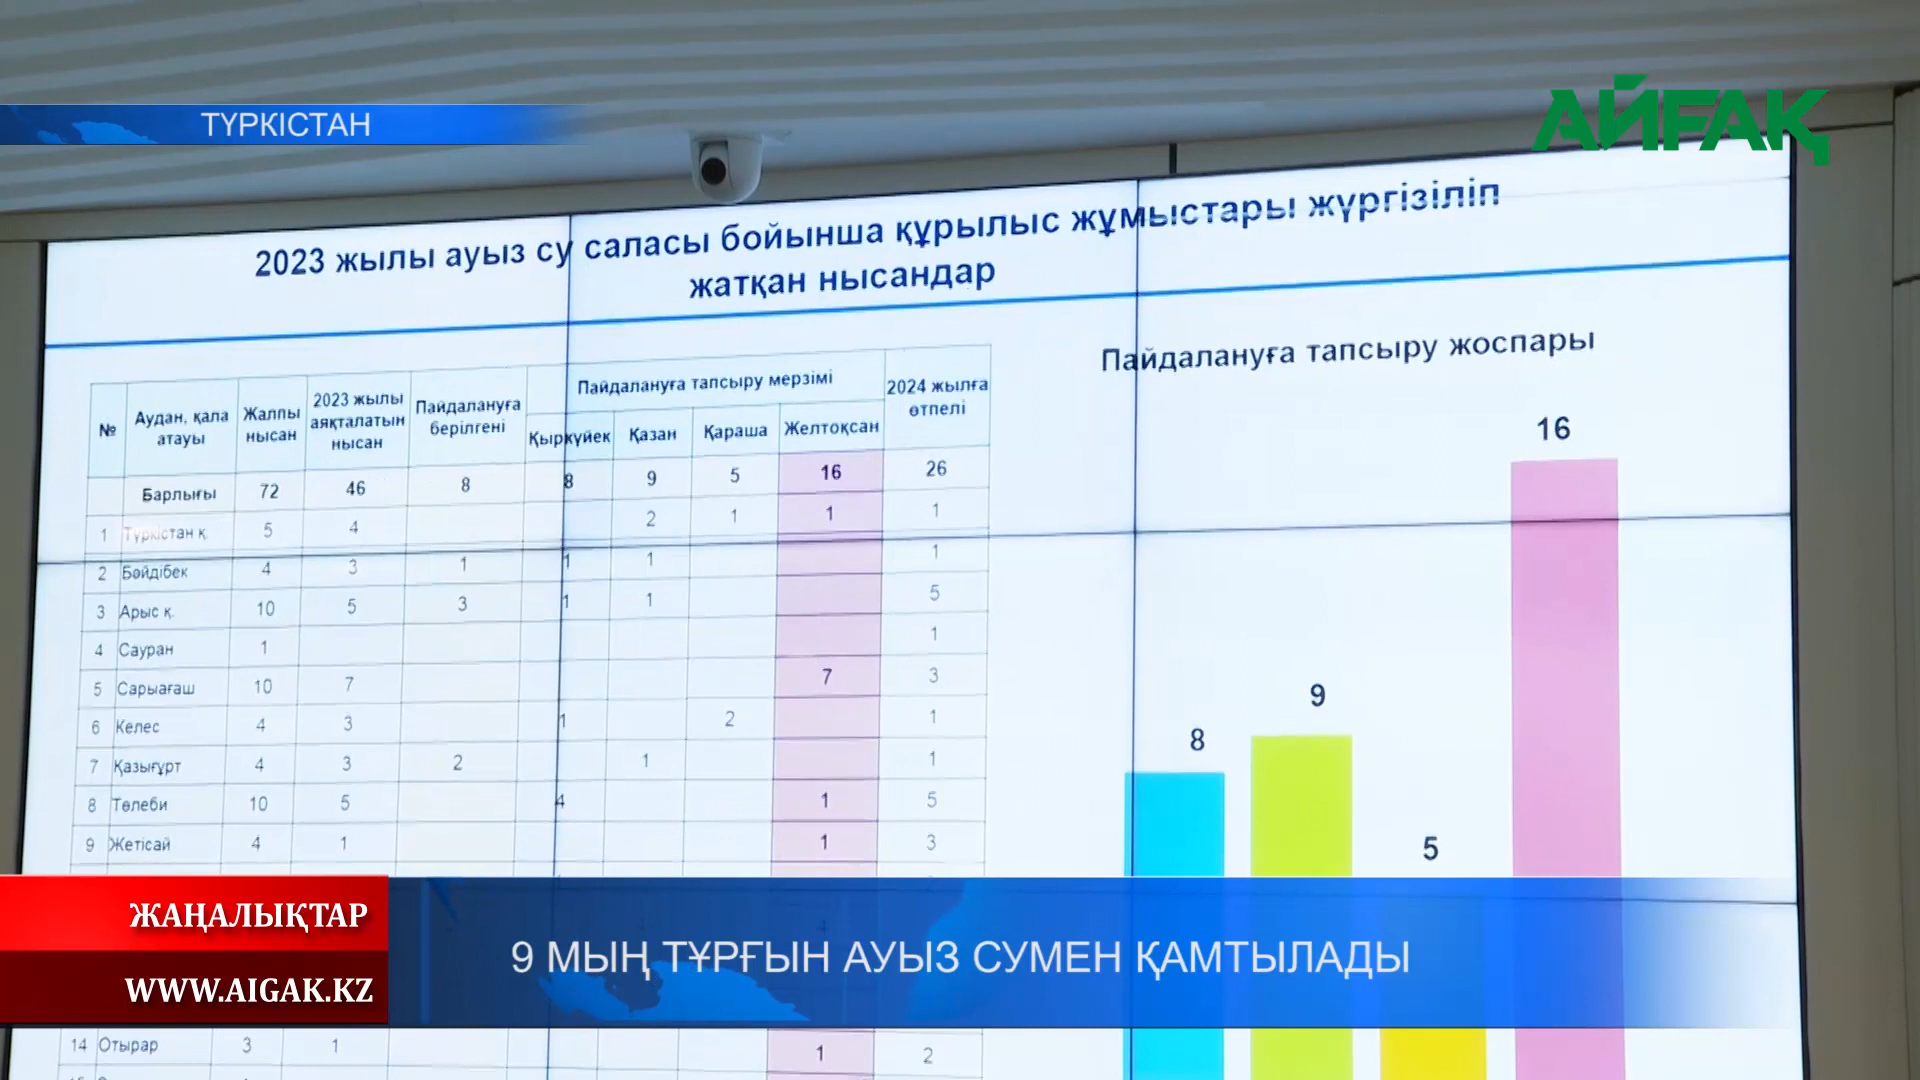 ТҮРКІСТАН
АЙҒАҚ
2023 жылы ауыз су саласы бойынша құрылыс жұмыстары жүргізіліп
жатқан нысандар
Пайдалануға тапсыру жоспары
№ Аудан, қала атауы Жалпы нысан 2023 жылы аяқталатын нысан Пайдалануға берілгені Пайдалануға тапсыру мерзімі 2024 жылға өтпелі
Қыркүйек Қазан Қараша Желтоқсан
Барлығы 72 46 8 8 9 5 16 26
1 Түркістан қ. 5 4 2 1 1 1
2 Бәйдібек 4 3 1 1 1 1
3 Арыс қ. 10 5 3 1 1 5
4 Сауран 1 1
5 Сарыағаш 10 7 7 3
6 Келес 4 3 1 2 1
7 Қазығұрт 4 3 2 1 1
8 Төлеби 10 5 4 1 5
9 Жетісай 4 1 1 3
14 Отырар 3 1 1 2
8
9
5
16
ЖАҢАЛЫҚТАР
WWW.AIGAK.KZ
9 МЫҢ ТҰРҒЫН АУЫЗ СУМЕН ҚАМТЫЛАДЫ